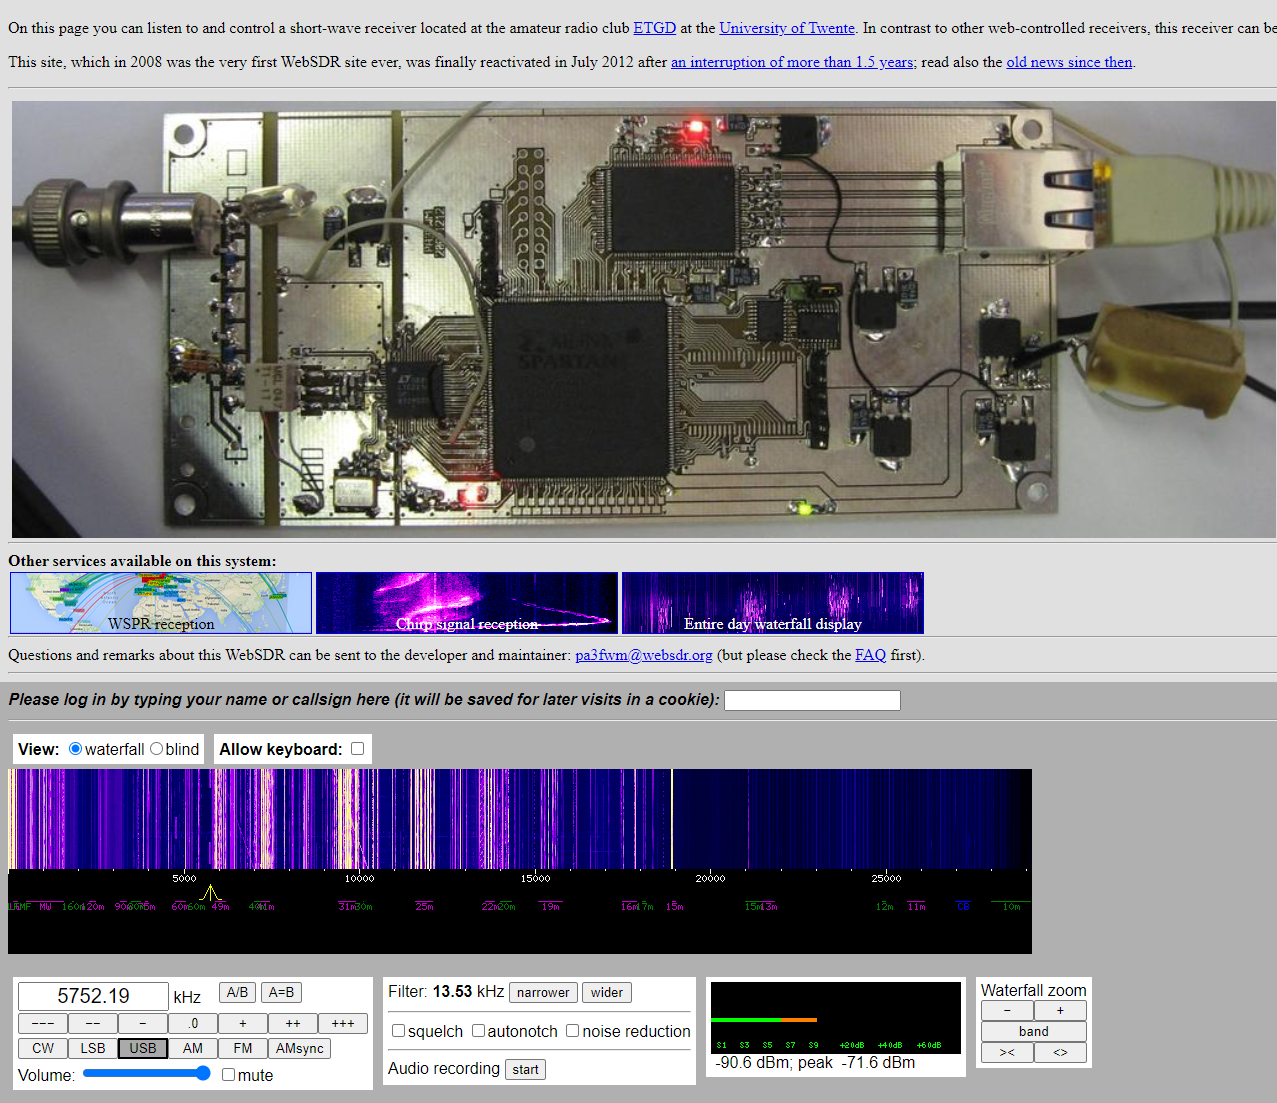 On this page you can listen to and control a short-wave receiver located at the amateur radio club ETGD at the University of Twente. In contrast to other web-controlled receivers, this receiver can be
This site, which in 2008 was the very first WebSDR site ever, was finally reactivated in July 2012 after an interruption of more than 1.5 years; read also the old news since then.
SPARTAN
Other services available on this system:
WSPR reception Chirp signal reception Entire day waterfall display
Questions and remarks about this WebSDR can be sent to the developer and maintainer: pa3fwm@websdr.org (but please check the FAQ first).
Please log in by typing your name or callsign here (it will be saved for later visits in a cookie):
View: waterfall blind Allow keyboard:
5000 10000 15000 20000 25000
MW 160m 120m 90m 75m 60m 60m 49m 40m 31m 30m 25m 22m 20m 19m 16m 17m 15m 15m 13m 12m 11m CB 10m
5752.19 kHz A/B A=B
--- -- - .0 + ++ +++
CW LSB USB AM FM AMsync
Volume: mute
Filter: 13.53 kHz narrower wider
squelch autonotch noise reduction
Audio recording start
S1 S3 S5 S7 S9 +20dB +40dB +60dB
-90.6 dBm; peak -71.6 dBm
Waterfall zoom
- +
band
>< <>